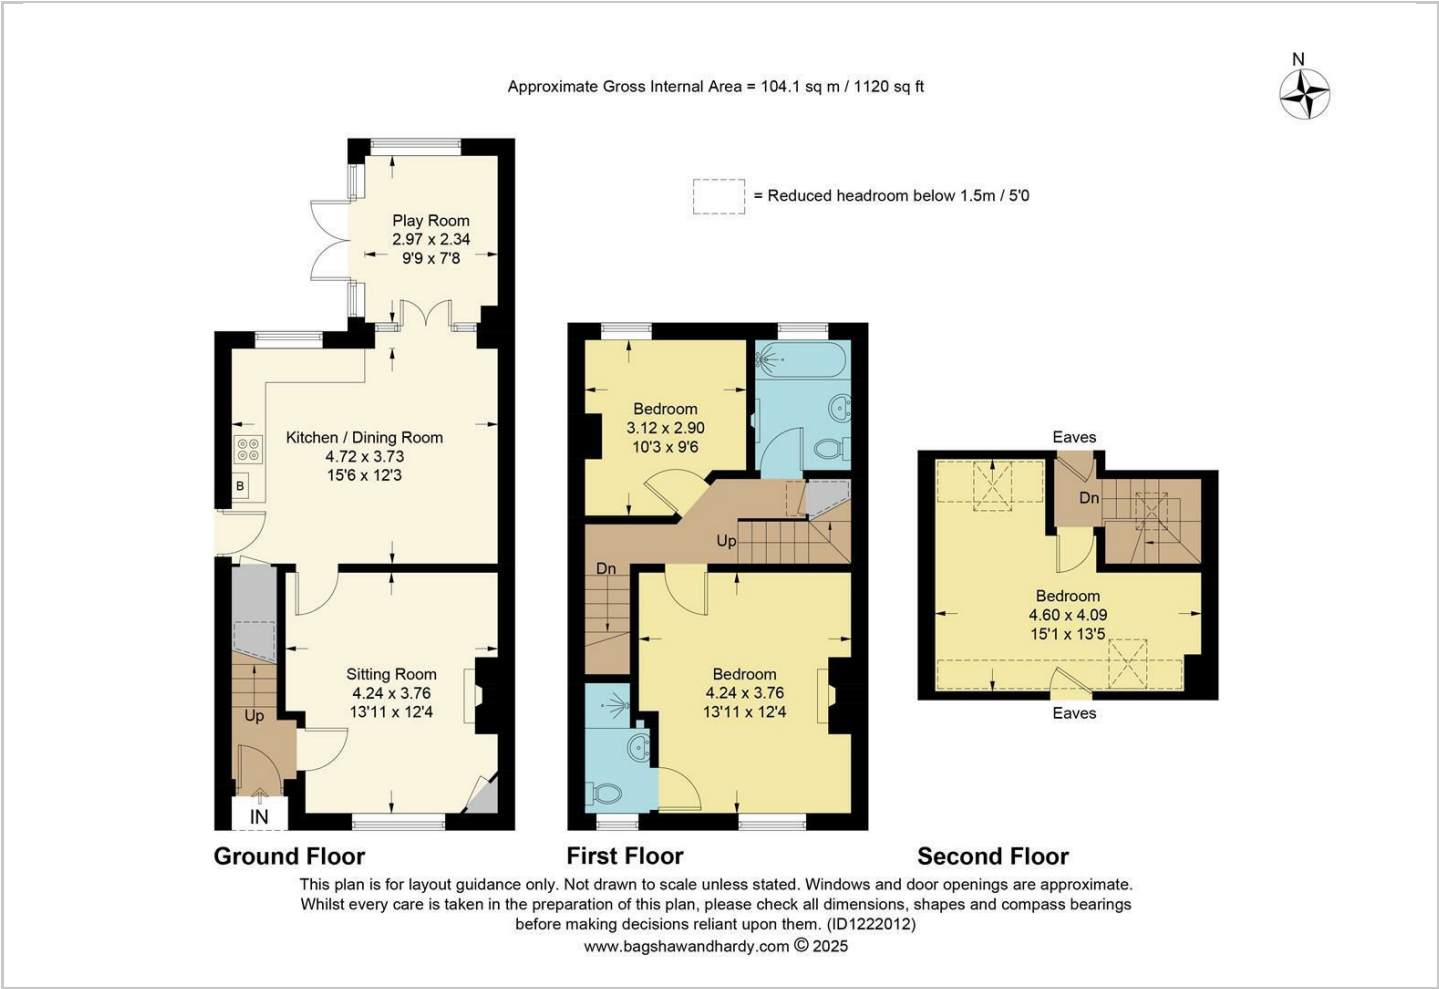 Approximate Gross Internal Area = 104.1 sq m / 1120 sq ft
N
= Reduced headroom below 1.5m / 5'0
Play Room
2.97 x 2.34
9'9 x 7'8
Kitchen / Dining Room
4.72 x 3.73
15'6 x 12'3
B
Sitting Room
4.24 x 3.76
13'11 x 12'4
Up
IN
Ground Floor
Bedroom
3.12 x 2.90
10'3 x 9'6
Up
Dn
Bedroom
4.24 x 3.76
13'11 x 12'4
First Floor
Eaves
Dn
Bedroom
4.60 x 4.09
15'1 x 13'5
Eaves
Second Floor
This plan is for layout guidance only. Not drawn to scale unless stated. Windows and door openings are approximate.
Whilst every care is taken in the preparation of this plan, please check all dimensions, shapes and compass bearings
before making decisions reliant upon them. (ID1222012)
www.bagshawandhardy.com © 2025